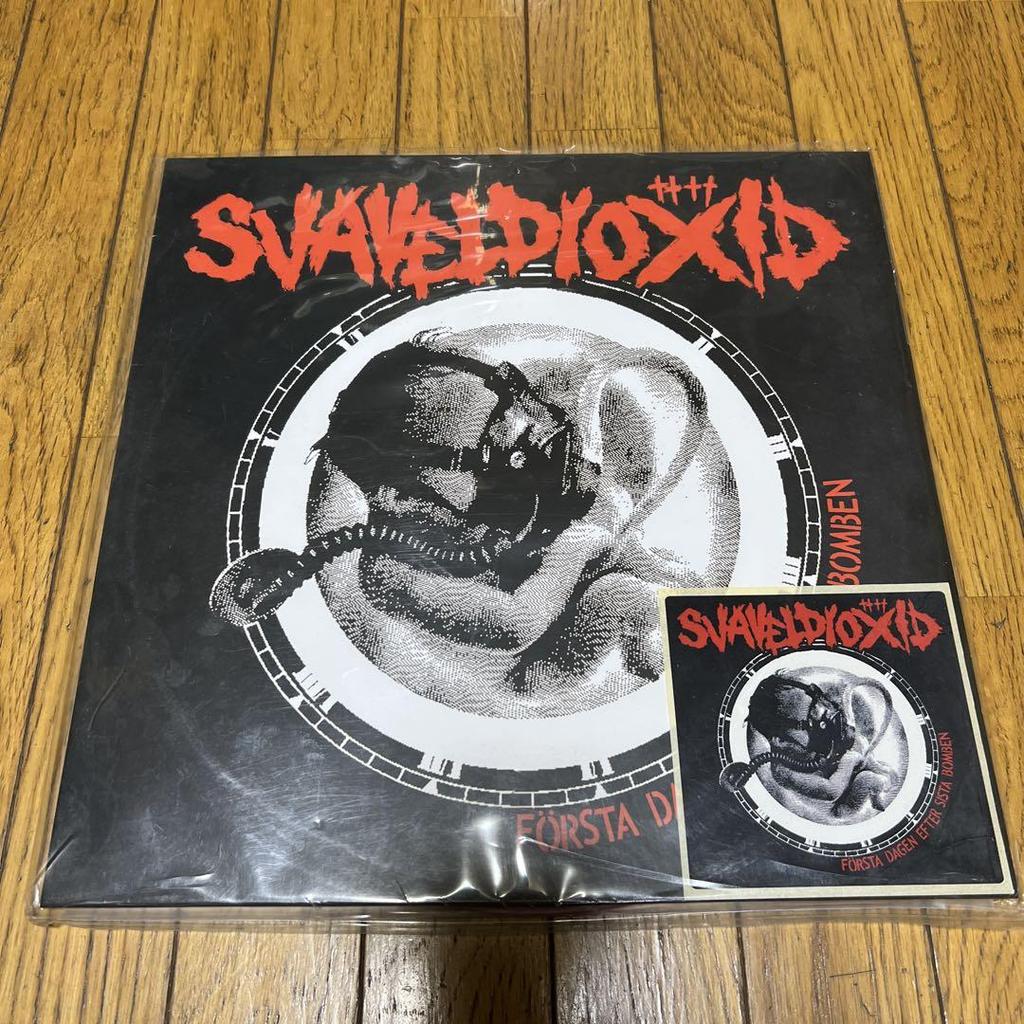 SVAVELDIOXID
BOMBEN
FÖRSTA
SVAVELDIOXID
FÖRSTA DAGEN EFTER SISTA BOMBEN